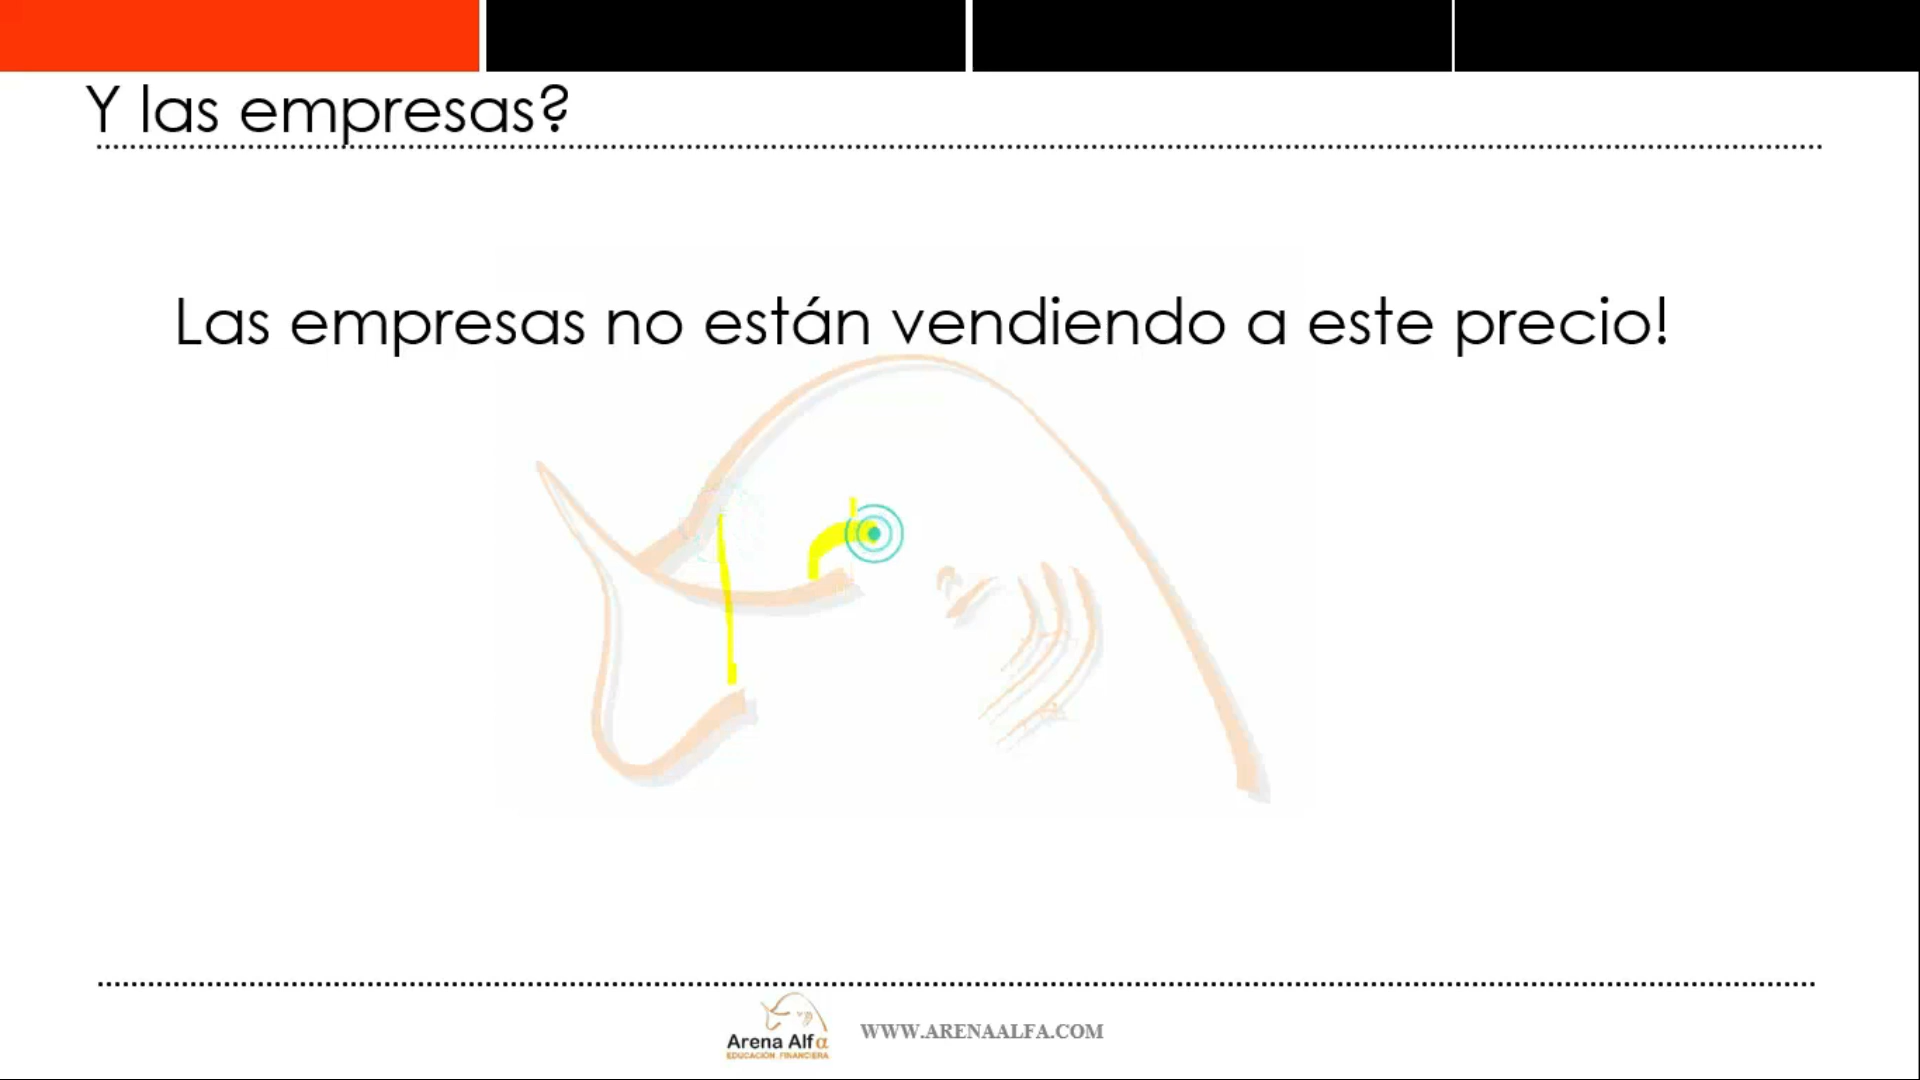 Y las empresas?
Las empresas no están vendiendo a este precio!
Arena Alfα
EDUCACIÓN FINANCIERA
WWW.ARENAALFA.COM